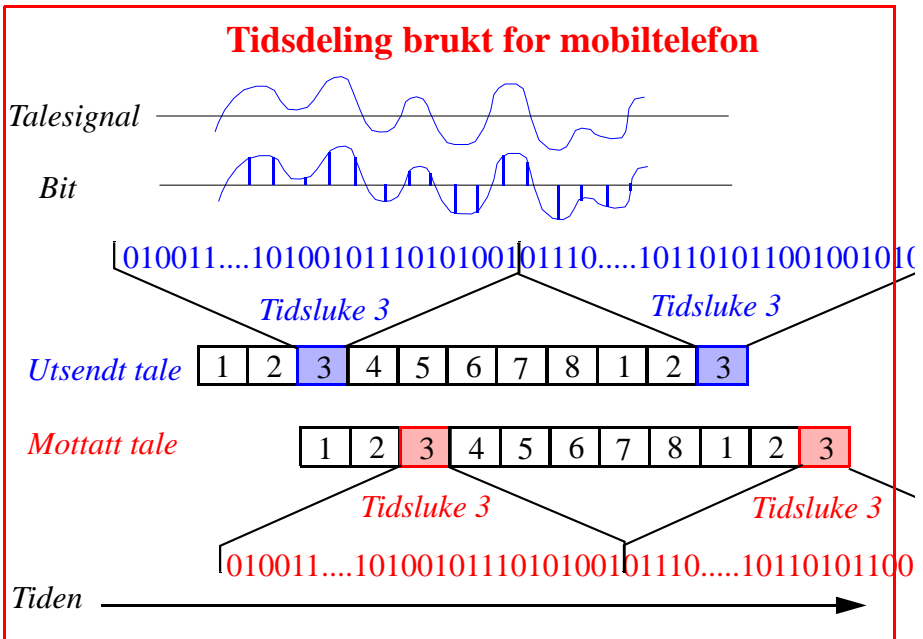 Tidsdeling brukt for mobiltelefon
Talesignal
Bit
010011....1010010111010100101110.....1011010110010010100
Tidsluke 3 Tidsluke 3
Utsendt tale 1 2 3 4 5 6 7 8 1 2 3
Mottatt tale 1 2 3 4 5 6 7 8 1 2 3
Tidsluke 3 Tidsluke 3
010011....1010010111010100101110.....10110101100
Tiden